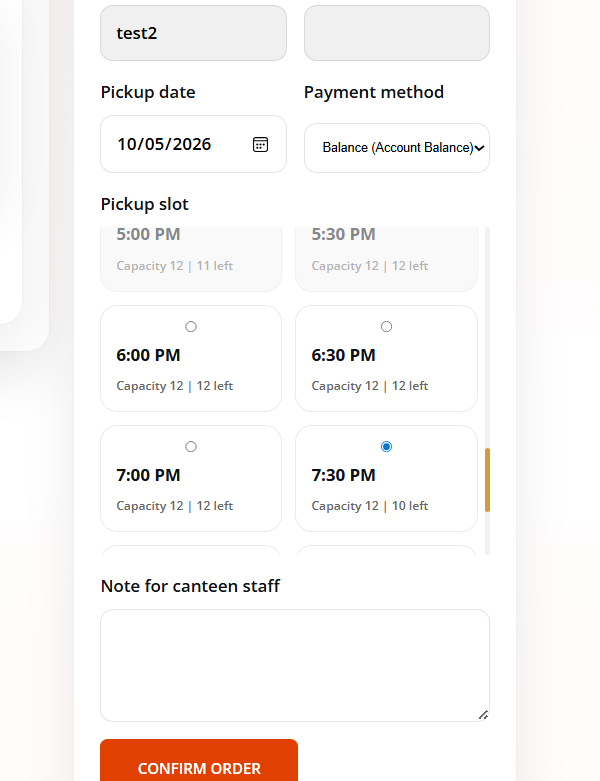 test2
Pickup date
Payment method
10/05/2026
Balance (Account Balance)
Pickup slot
5:00 PM
5:30 PM
Capacity 12 | 11 left
Capacity 12 | 12 left
6:00 PM
6:30 PM
Capacity 12 | 12 left
Capacity 12 | 12 left
7:00 PM
7:30 PM
Capacity 12 | 12 left
Capacity 12 | 10 left
Note for canteen staff
CONFIRM ORDER